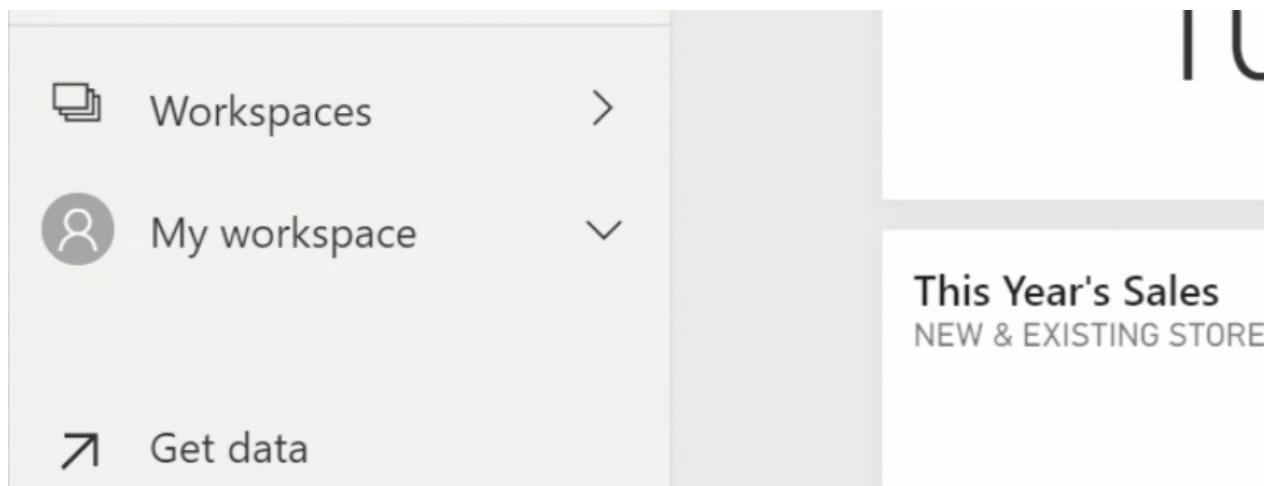 Workspaces
My workspace
Get data
This Year's Sales
NEW & EXISTING STORE